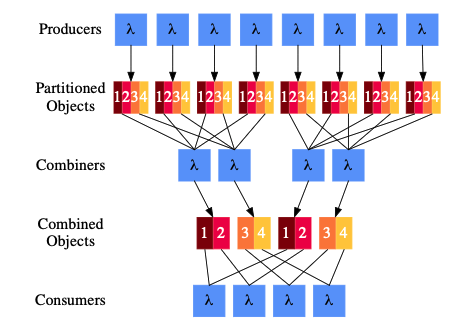 Producers λ λ λ λ λ λ λ λ
Partitioned
Objects
1234 1234 1234 1234 1234 1234 1234 1234
Combiners λ λ λ λ
Combined
Objects
1 2 3 4 1 2 3 4
Consumers λ λ λ λ